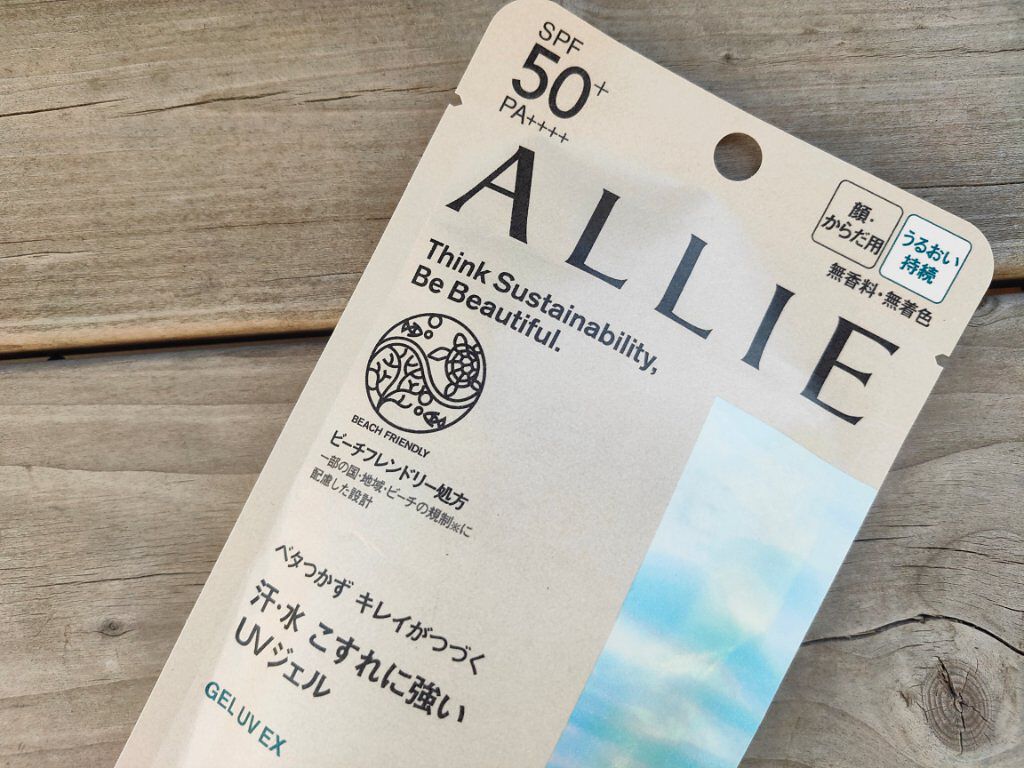 SPF
50+
PA++++
ALLIE
顔・
からだ用
うるおい
持続
無香料・無着色
Think Sustainability,
Be Beautiful.
BEACH FRIENDLY
ビーチフレンドリー処方
一部の国・地域・ビーチの規制※に
配慮した設計
ベタつかず キレイがつづく
汗・水 こすれに強い
UVジェル
GEL UV EX